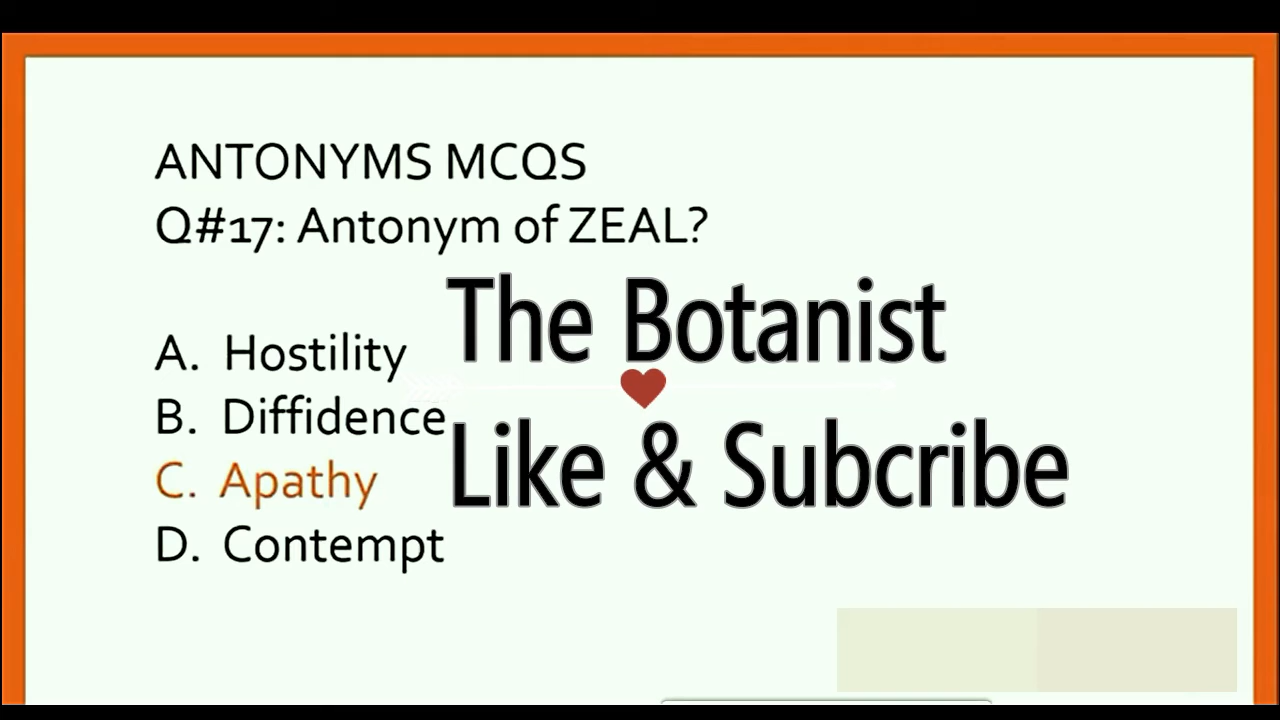 ANTONYMS MCQS
Q#17: Antonym of ZEAL?
The Botanist
A. Hostility
B. Diffidence
Like & Subcribe
C. Apathy
D. Contempt